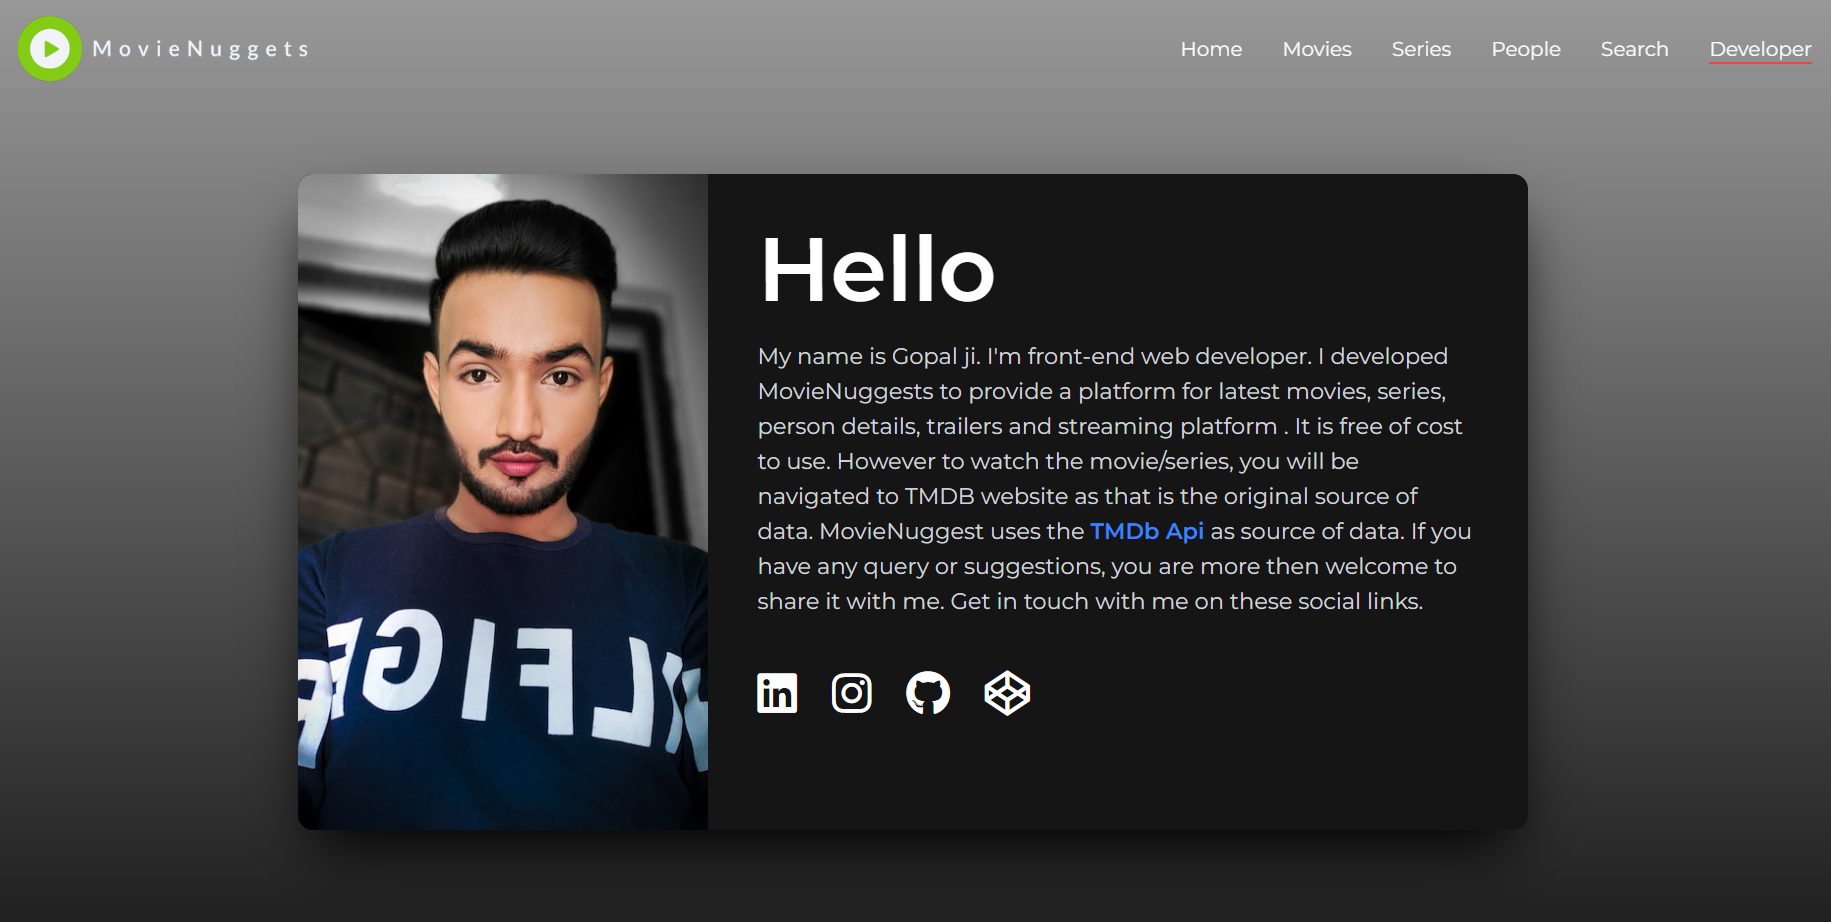 MovieNuggets
Home Movies Series People Search Developer
Hello
My name is Gopal ji. I'm front-end web developer. I developed
MovieNuggests to provide a platform for latest movies, series,
person details, trailers and streaming platform . It is free of cost
to use. However to watch the movie/series, you will be
navigated to TMDB website as that is the original source of
data. MovieNuggest uses the TMDb Api as source of data. If you
have any query or suggestions, you are more then welcome to
share it with me. Get in touch with me on these social links.
in